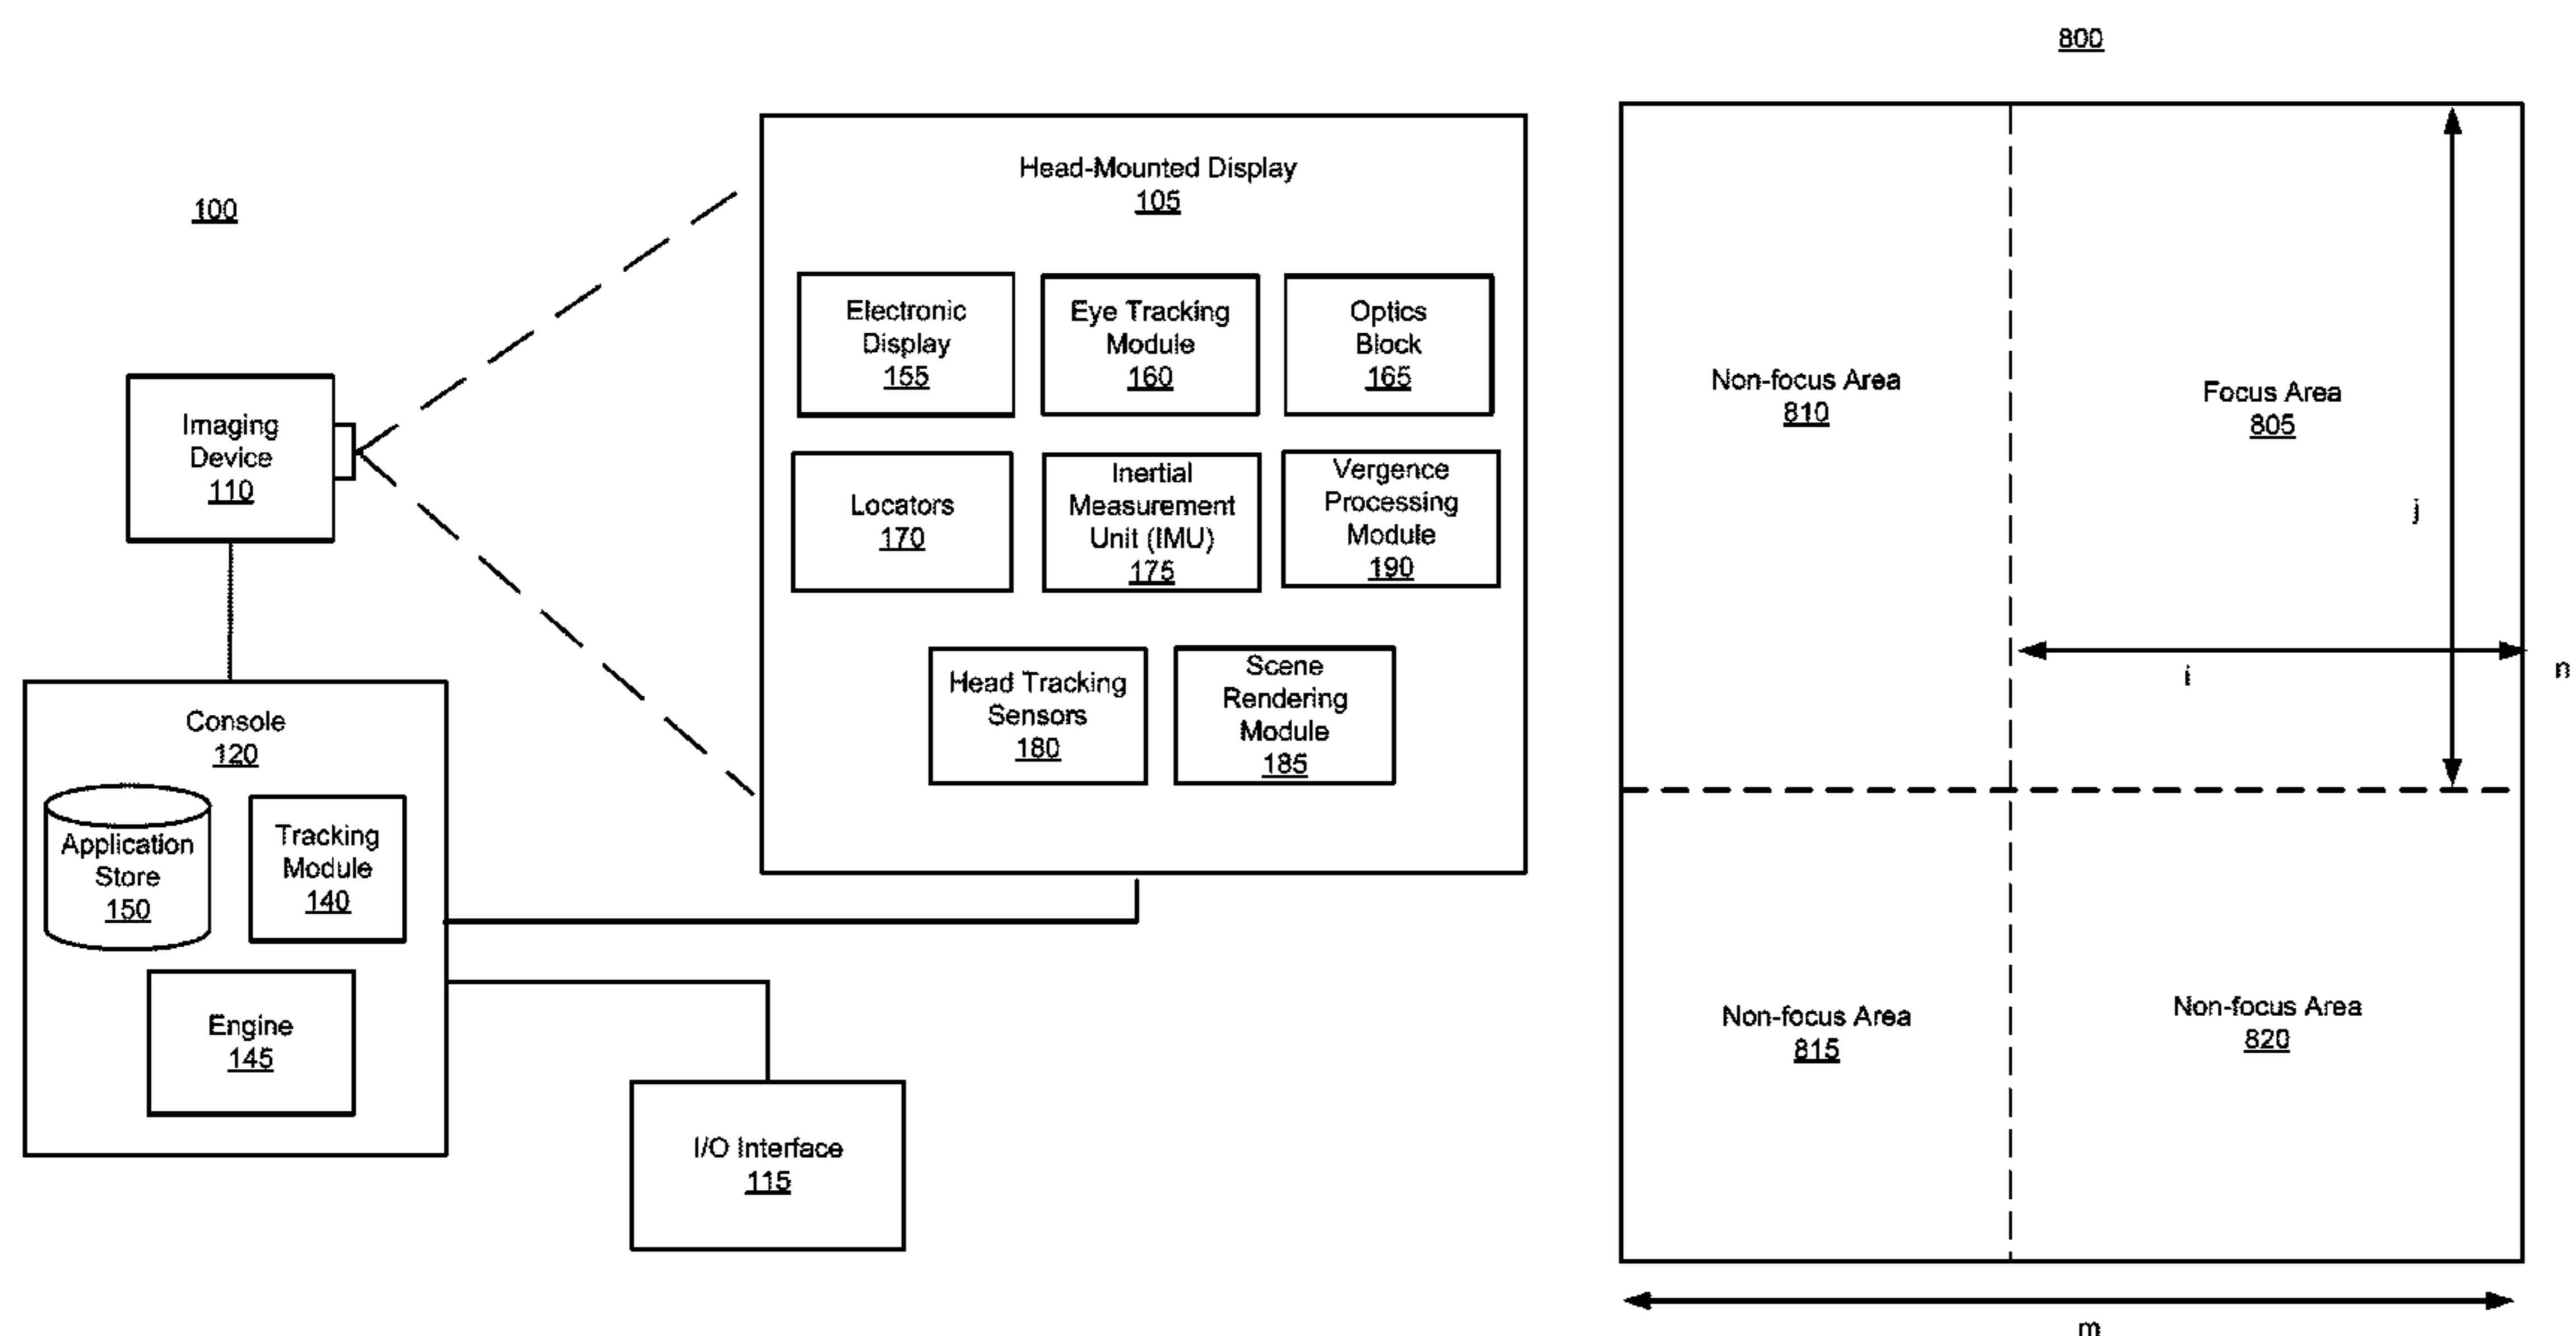 100
Imaging
Device
110
Console
120
Application
Store
150
Tracking
Module
140
Engine
145
I/O Interface
115
Head-Mounted Display
105
Electronic
Display
155
Eye Tracking
Module
160
Optics
Block
165
Locators
170
Inertial
Measurement
Unit (IMU)
175
Vergence
Processing
Module
190
Head Tracking
Sensors
180
Scene
Rendering
Module
185
800
Non-focus Area
810
Focus Area
805
j
i
n
Non-focus Area
815
Non-focus Area
820
m